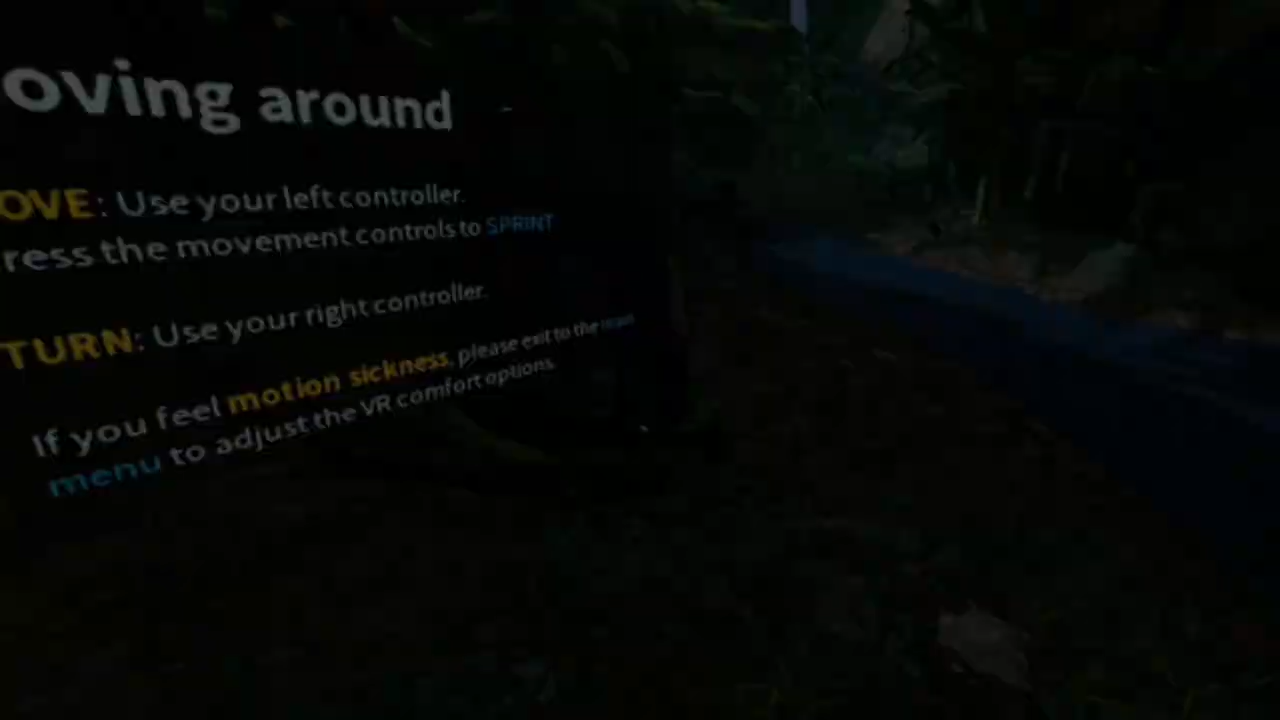 oving around
OVE: Use your left controller.
ress the movement controls to SPRINT
TURN: Use your right controller.
If you feel motion sickness, please exit to the main
menu to adjust the VR comfort options.